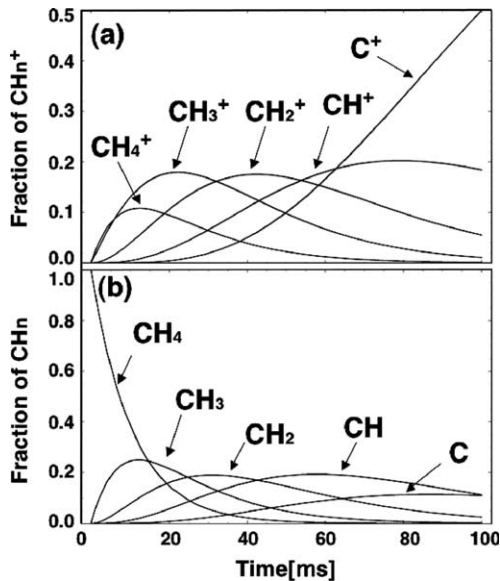 0.5
(a)
C+
CH3+
CH2+
CH+
0.4
0.3
CH4+
0.2
0.1
0.0
Fraction of CHn+
1.0
(b)
CH4
0.8
0.6
CH3
CH2
CH
C
0.4
0.2
0.0
Fraction of CHn
0 20 40 60 80 100
Time[ms]